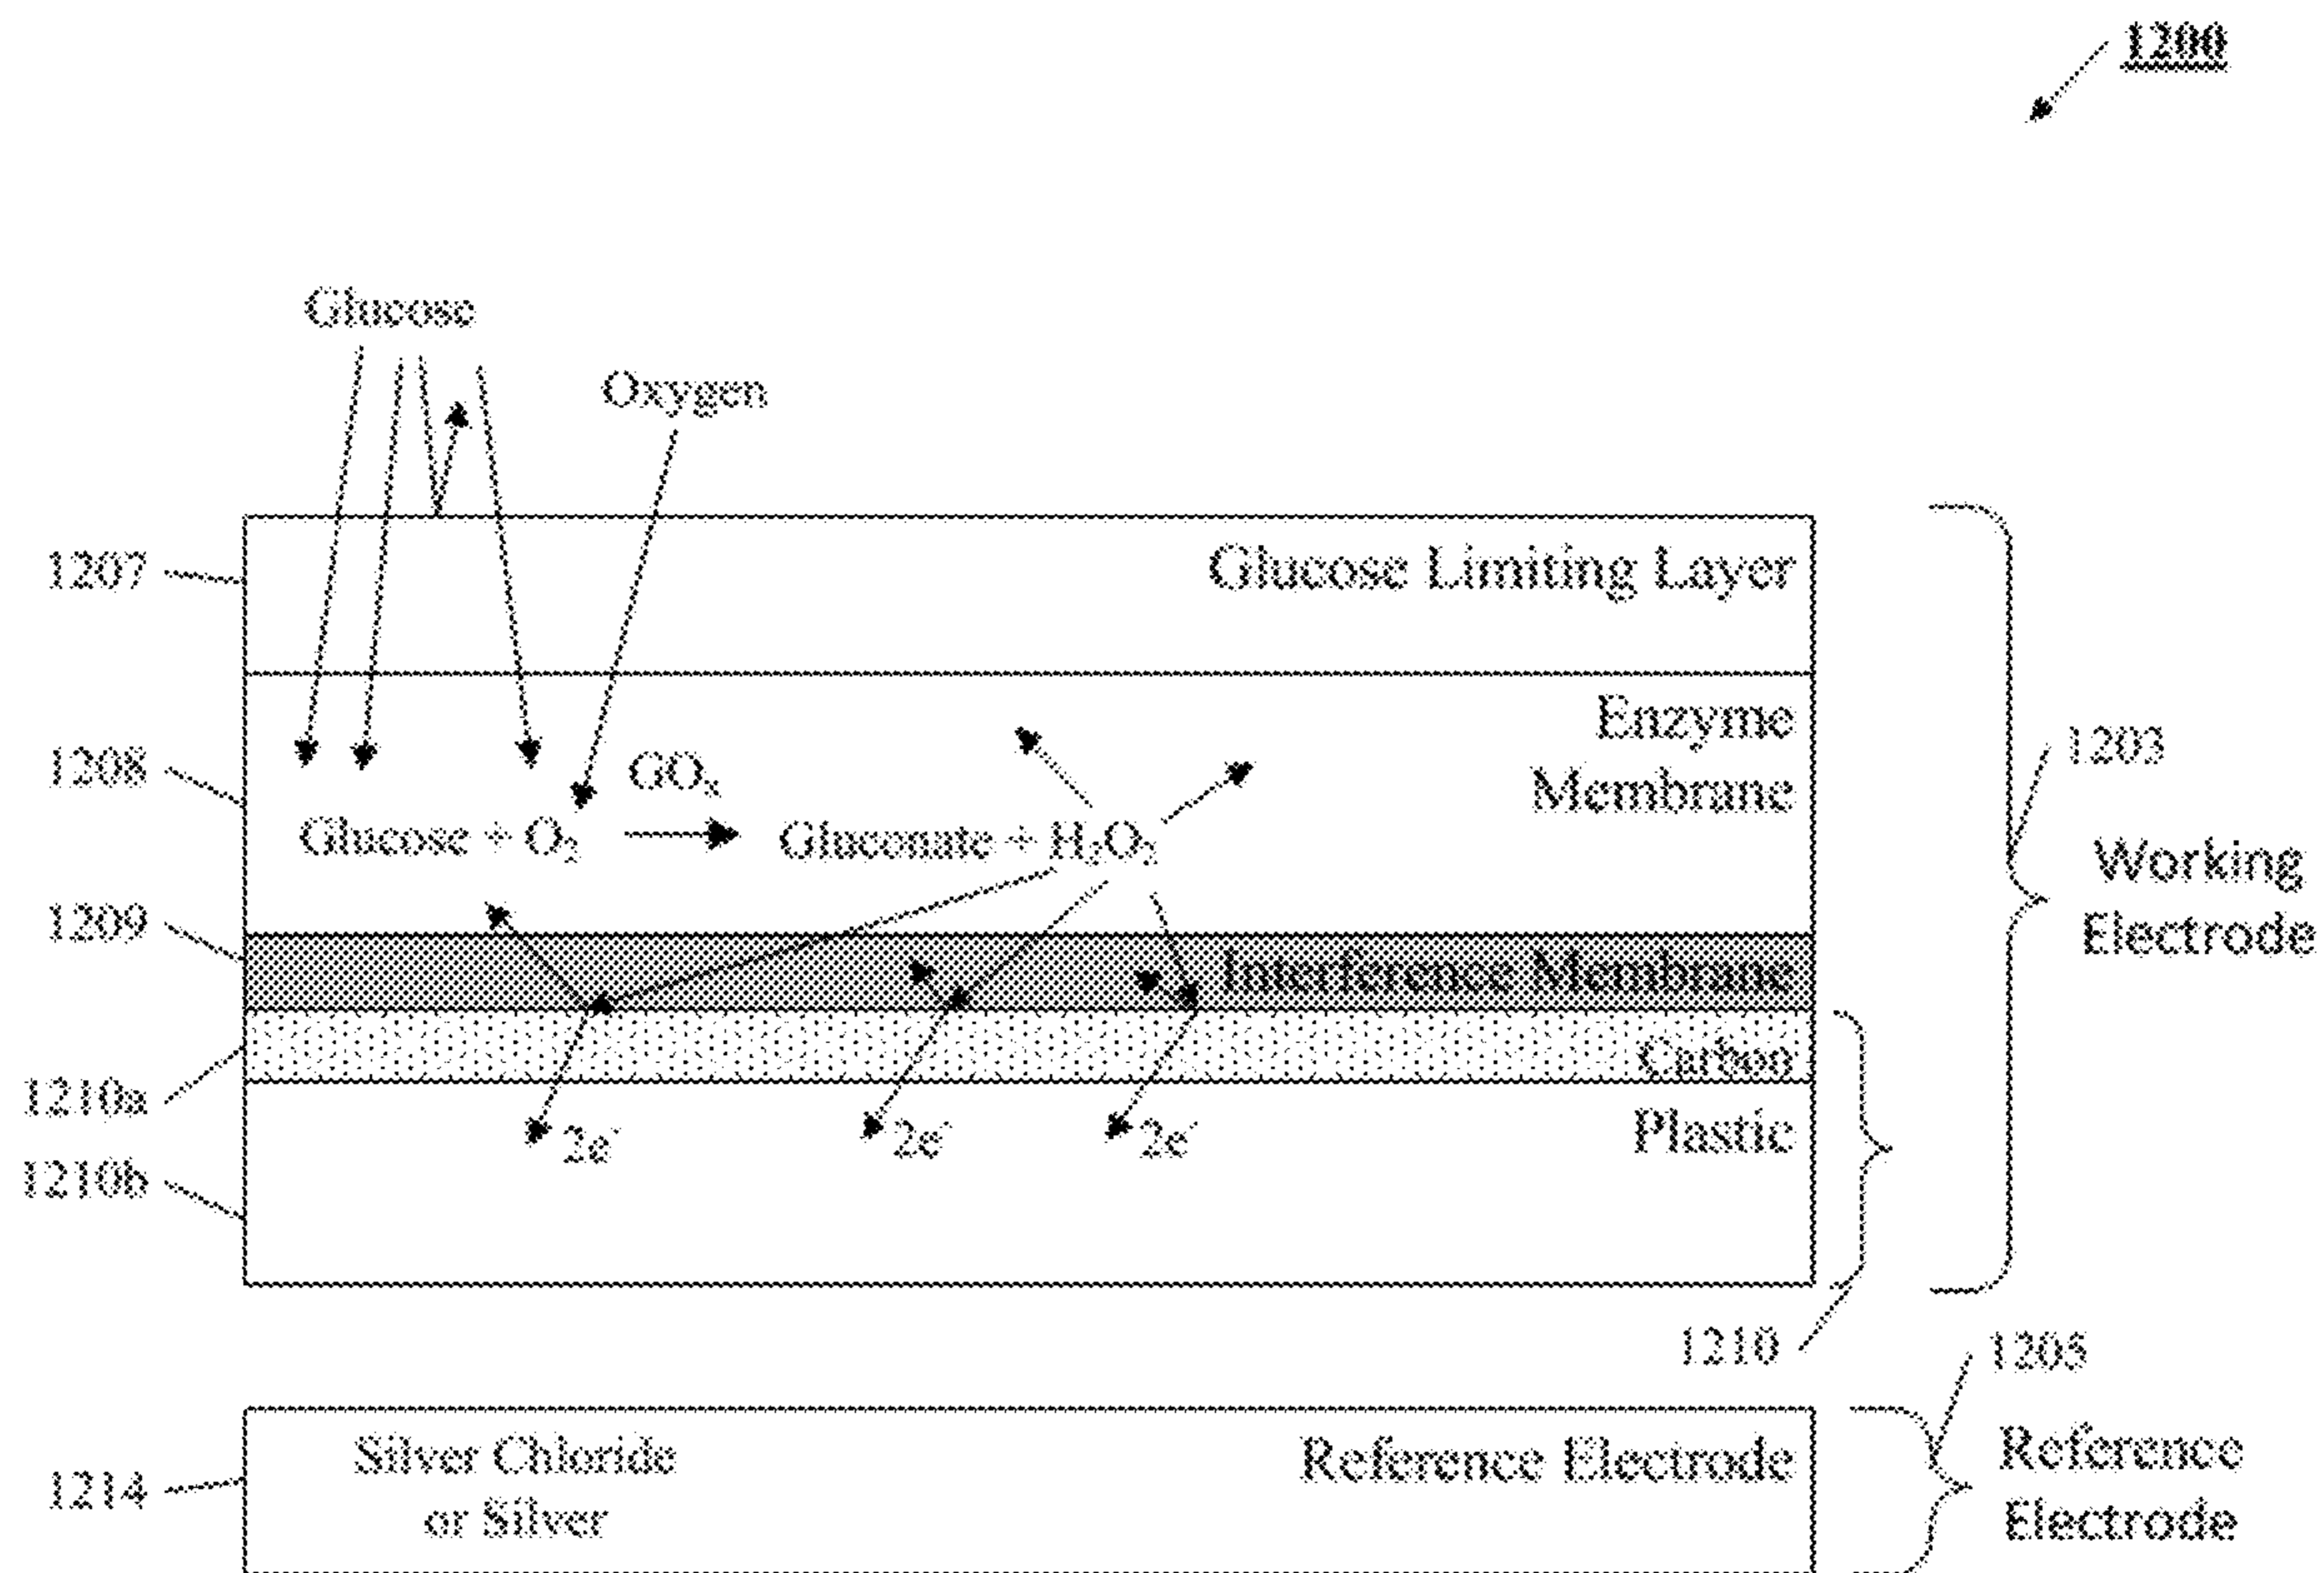 1200
Glucose
Oxygen
1207
Glucose Limiting Layer
Enzyme
Membrane
1208
GOₓ
Glucose + O₂
Gluconate + H₂O₂
1203
Working
Electrode
1209
Interference Membrane
1210a
Carbon
1210b
2e⁻
2e⁻
2e⁻
Plastic
1210
1205
1214
Silver Chloride
or Silver
Reference Electrode
Reference
Electrode